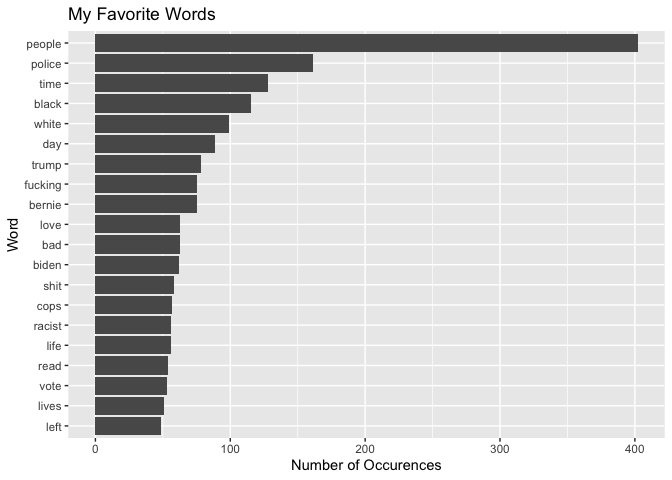 My Favorite Words
people
police
time
black
white
day
trump
fucking
bernie
love
bad
biden
shit
cops
racist
life
read
vote
lives
left
Word
0 100 200 300 400
Number of Occurences